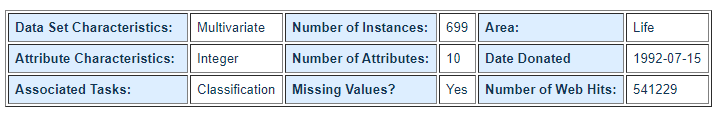 Data Set Characteristics: Multivariate Number of Instances: 699 Area: Life
Attribute Characteristics: Integer Number of Attributes: 10 Date Donated 1992-07-15
Associated Tasks: Classification Missing Values? Yes Number of Web Hits: 541229